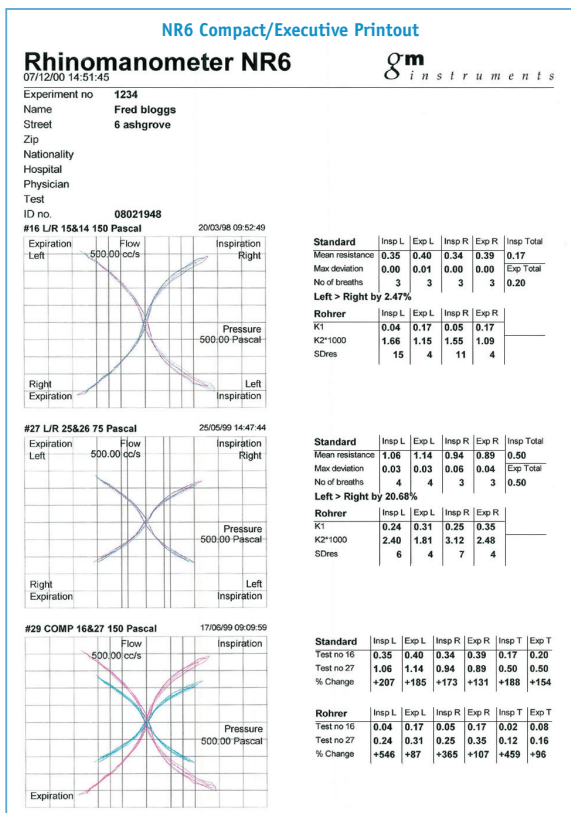 NR6 Compact/Executive Printout
Rhinomanometer NR6
gm
instruments
07/12/00 14:51:45
Experiment no 1234
Name Fred bloggs
Street 6 ashgrove
Zip
Nationality
Hospital
Physician
Test
ID no. 08021948
#16 L/R 15&14 150 Pascal 20/03/98 09:52:49
Expiration Flow Inspiration
Left 500.00 cc/s Right
Pressure
500.00 Pascal
Right Left
Expiration Inspiration
Standard Insp L Exp L Insp R Exp R Insp Total
Mean resistance 0.35 0.40 0.34 0.39 0.17
Max deviation 0.00 0.01 0.00 0.00 Exp Total
No of breaths 3 3 3 3 0.20
Left > Right by 2.47%
Rohrer Insp L Exp L Insp R Exp R
K1 0.04 0.17 0.05 0.17
K2*1000 1.66 1.15 1.55 1.09
SDres 15 4 11 4
#27 L/R 25&26 75 Pascal 25/05/99 14:47:44
Expiration Flow Inspiration
Left 500.00 cc/s Right
Pressure
500.00 Pascal
Right Left
Expiration Inspiration
Standard Insp L Exp L Insp R Exp R Insp Total
Mean resistance 1.06 1.14 0.94 0.89 0.50
Max deviation 0.03 0.03 0.06 0.04 Exp Total
No of breaths 4 4 3 3 0.50
Left > Right by 20.68%
Rohrer Insp L Exp L Insp R Exp R
K1 0.24 0.31 0.25 0.35
K2*1000 2.40 1.81 3.12 2.48
SDres 6 4 7 4
#29 COMP 16&27 150 Pascal 17/06/99 09:09:59
Flow Inspiration
500.00 cc/s
Pressure
500.00 Pascal
Expiration
Standard Insp L Exp L Insp R Exp R Insp T Exp T
Test no 16 0.35 0.40 0.34 0.39 0.17 0.20
Test no 27 1.06 1.14 0.94 0.89 0.50 0.50
% Change +207 +185 +173 +131 +188 +154
Rohrer Insp L Exp L Insp R Exp R Insp T Exp T
Test no 16 0.04 0.17 0.05 0.17 0.02 0.08
Test no 27 0.24 0.31 0.25 0.35 0.12 0.16
% Change +546 +87 +365 +107 +459 +96